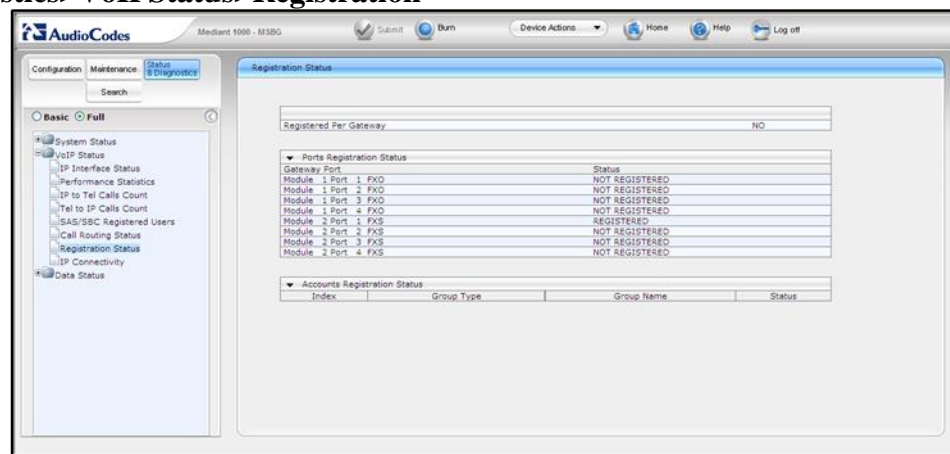 VoIP Status> Registration
AudioCodes
Mediant 1000 - MSBG
Submit
Burn
Device Actions
Home
Help
Log off
Configuration
Maintenance
Status
& Diagnostics
Search
Basic
Full
System Status
VoIP Status
IP Interface Status
Performance Statistics
IP to Tel Calls Count
Tel to IP Calls Count
SAS/SBC Registered Users
Call Routing Status
Registration Status
IP Connectivity
Data Status
Registration Status
Registered Per Gateway NO
Ports Registration Status
Gateway Port Status
Module 1 Port 1 FXO NOT REGISTERED
Module 1 Port 2 FXO NOT REGISTERED
Module 1 Port 3 FXO NOT REGISTERED
Module 1 Port 4 FXO NOT REGISTERED
Module 2 Port 1 FXS REGISTERED
Module 2 Port 2 FXS NOT REGISTERED
Module 2 Port 3 FXS NOT REGISTERED
Module 2 Port 4 FXS NOT REGISTERED
Accounts Registration Status
Index Group Type Group Name Status